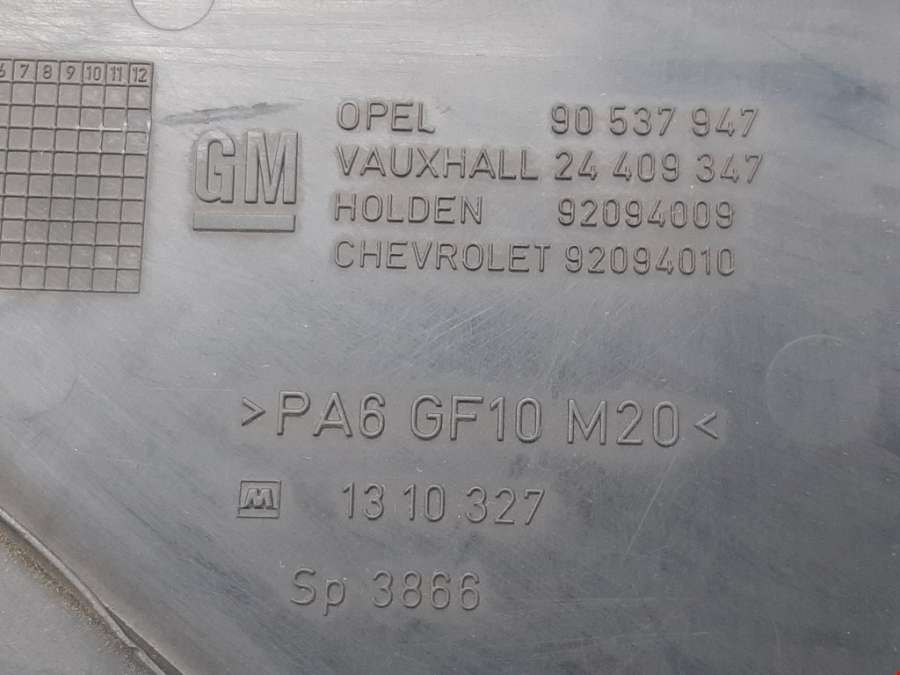 6 7 8 9 10 11 12
GM
OPEL 90 537 947
VAUXHALL 24 409 347
HOLDEN 92094009
CHEVROLET 92094010
>PA6 GF10 M20<
M 13 10 327
Sp 3866